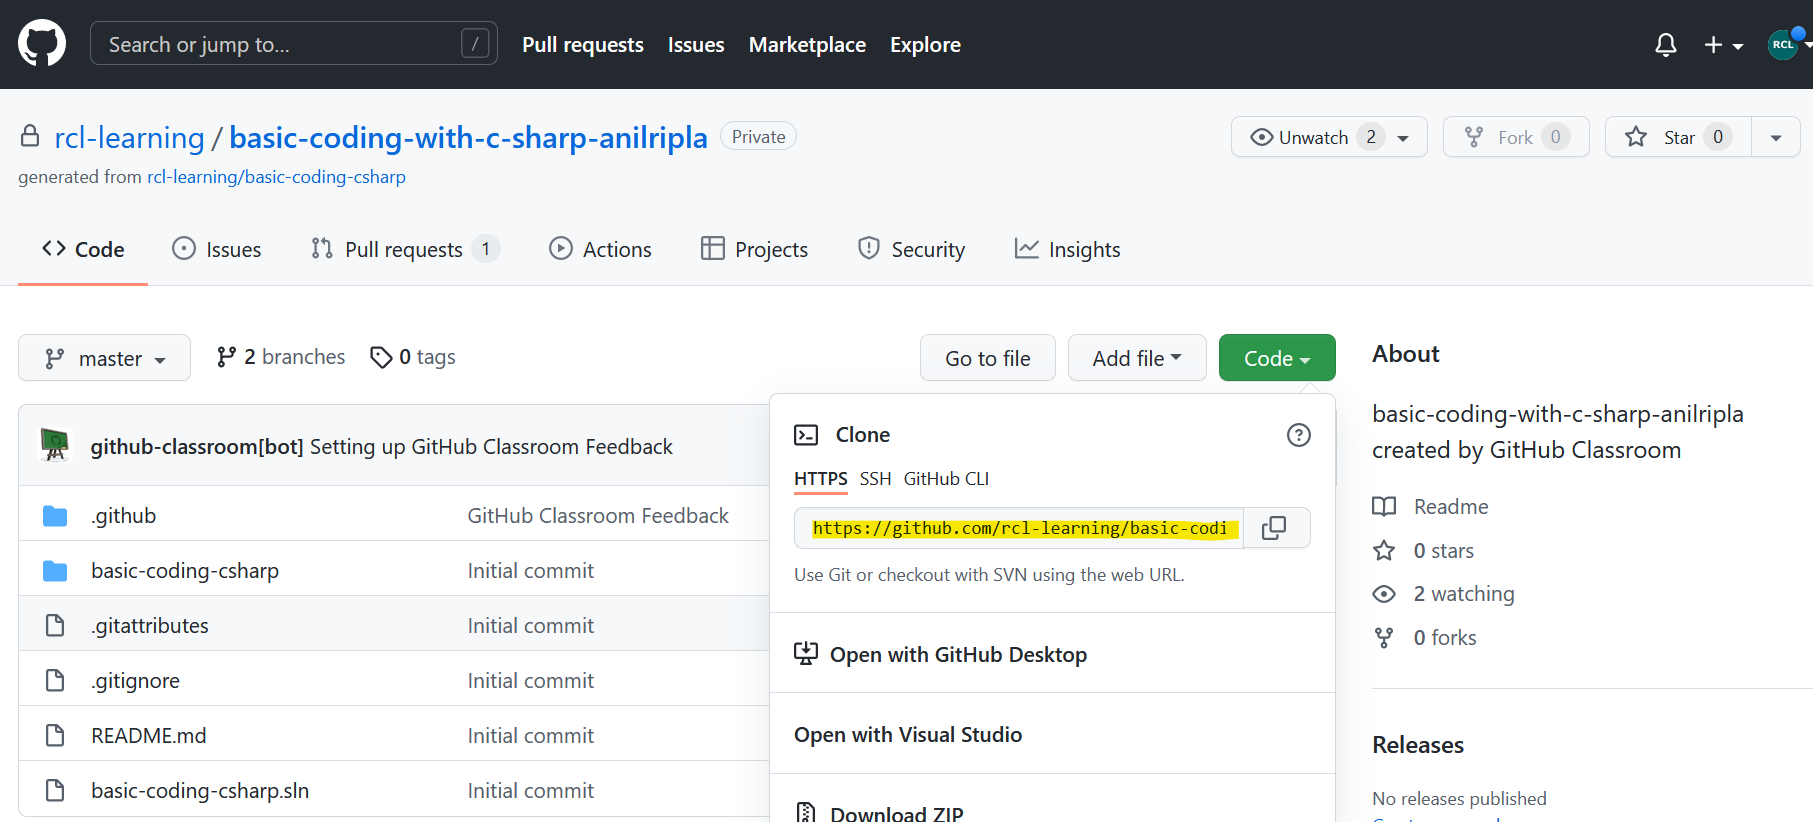 Search or jump to... /
Pull requests Issues Marketplace Explore
RCL
rcl-learning / basic-coding-with-c-sharp-anilripla Private
Unwatch 2
Fork 0
Star 0
generated from rcl-learning/basic-coding-csharp
Code Issues Pull requests 1 Actions Projects Security Insights
master 2 branches 0 tags
Go to file Add file Code
github-classroom[bot] Setting up GitHub Classroom Feedback
.github GitHub Classroom Feedback
basic-coding-csharp Initial commit
.gitattributes Initial commit
.gitignore Initial commit
README.md Initial commit
basic-coding-csharp.sln Initial commit
Clone
HTTPS SSH GitHub CLI
https://github.com/rcl-learning/basic-codi
Use Git or checkout with SVN using the web URL.
Open with GitHub Desktop
Open with Visual Studio
Download ZIP
About
basic-coding-with-c-sharp-anilripla
created by GitHub Classroom
Readme
0 stars
2 watching
0 forks
Releases
No releases published